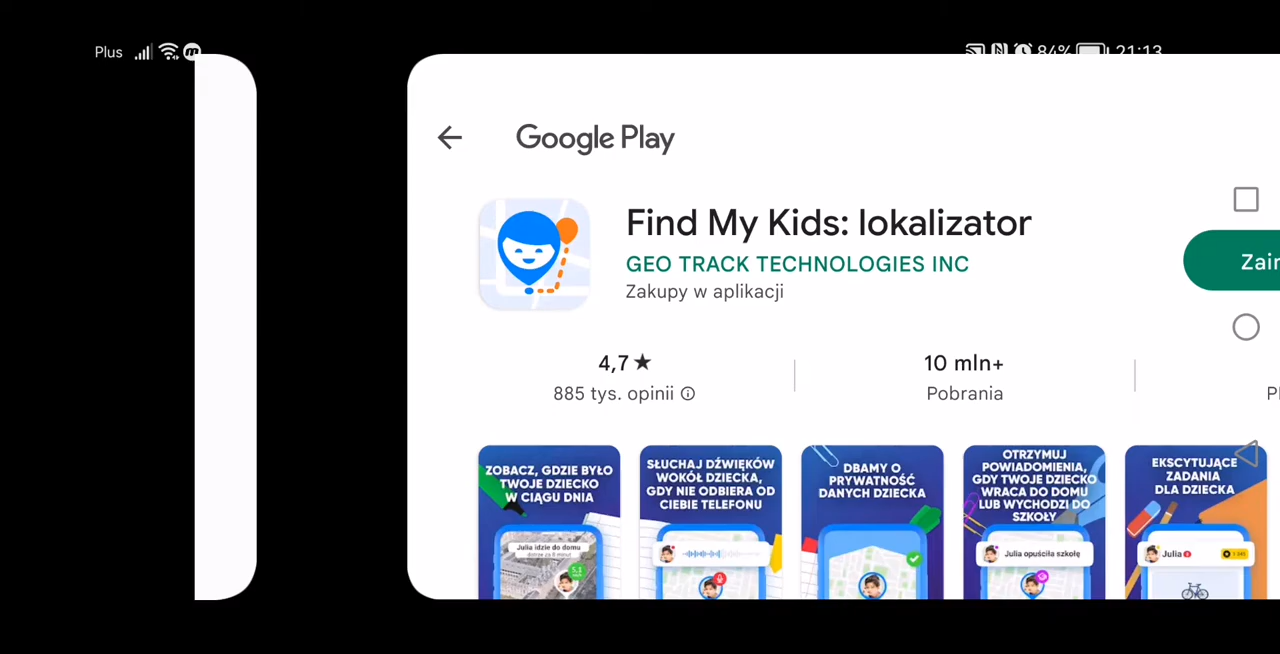 Plus
84% 21:13
Google Play
Find My Kids: lokalizator
GEO TRACK TECHNOLOGIES INC
Zakupy w aplikacji
Zain
4,7★
885 tys. opinii
10 mln+
Pobrania
ZOBACZ, GDZIE BYŁO
TWOJE DZIECKO
W CIĄGU DNIA
Julia idzie do domu
5,1
SŁUCHAJ DŹWIĘKÓW
WOKÓŁ DZIECKA,
GDY NIE ODBIERA OD
CIEBIE TELEFONU
DBAMY O
PRYWATNOŚĆ
DANYCH DZIECKA
OTRZYMUJ
POWIADOMIENIA,
GDY TWOJE DZIECKO
WRACA DO DOMU
LUB WYCHODZI DO
SZKOŁY
Julia opuściła szkołę
EKSCYTUJĄCE
ZADANIA
DLA DZIECKA
Julia